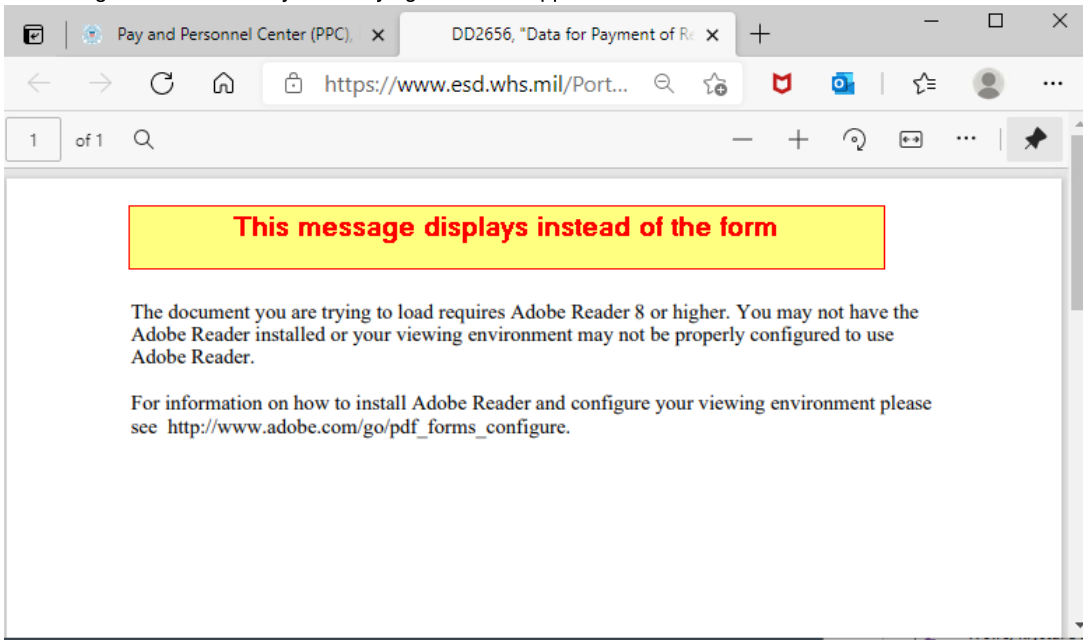 Pay and Personnel Center (PPC),
DD2656, "Data for Payment of Re
https://www.esd.whs.mil/Port...
1 of 1
This message displays instead of the form
The document you are trying to load requires Adobe Reader 8 or higher. You may not have the
Adobe Reader installed or your viewing environment may not be properly configured to use
Adobe Reader.
For information on how to install Adobe Reader and configure your viewing environment please
see http://www.adobe.com/go/pdf_forms_configure.